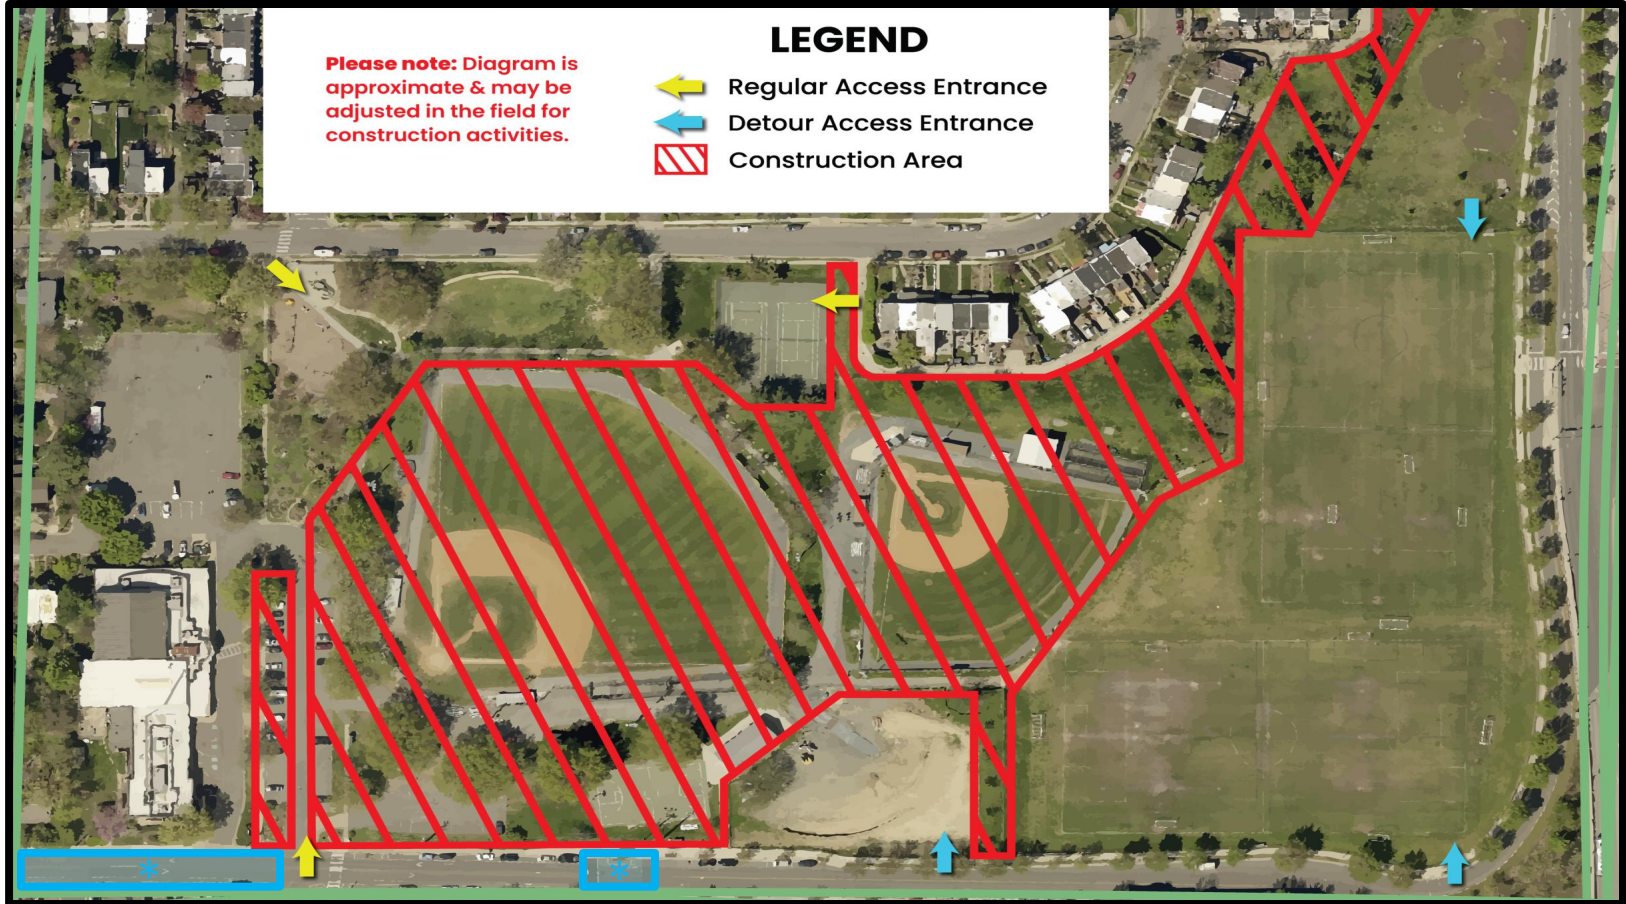 LEGEND
Please note: Diagram is
approximate & may be
adjusted in the field for
construction activities.
Regular Access Entrance
Detour Access Entrance
Construction Area
*
*